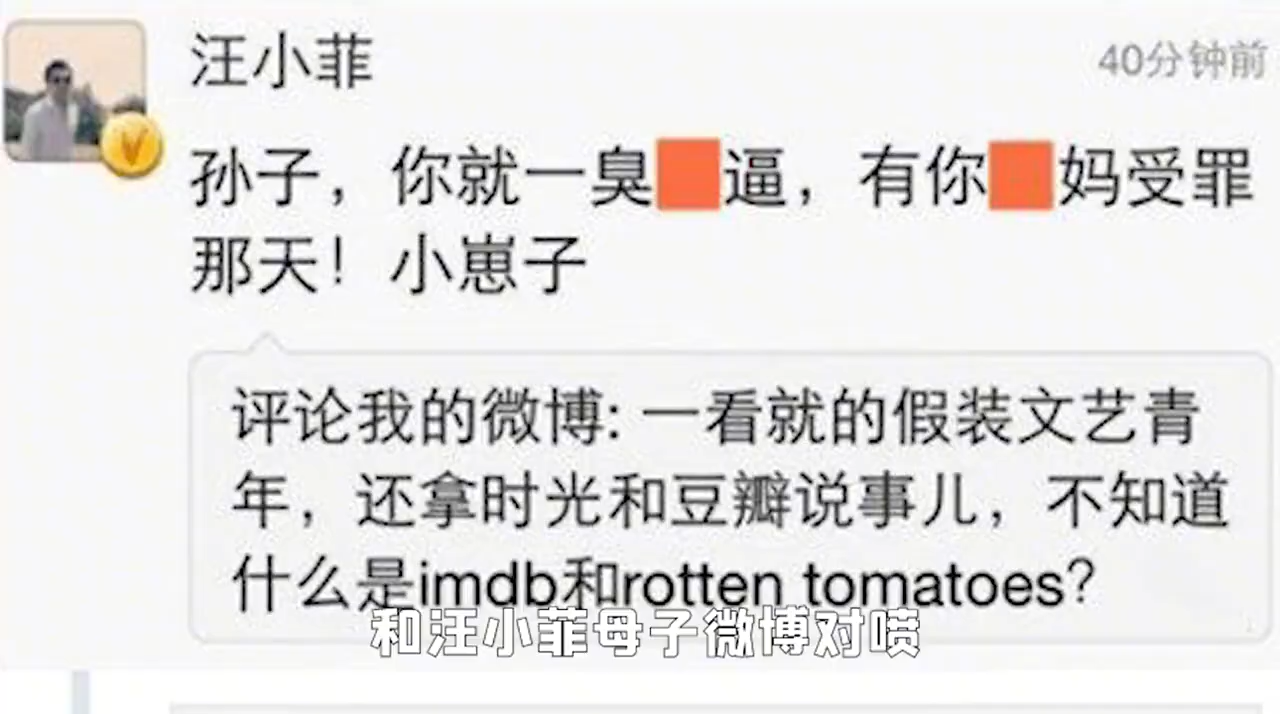 汪小菲
40分钟前
孙子，你就一臭逼，有你妈受罪
那天！小崽子
评论我的微博: 一看就的假装文艺青
年，还拿时光和豆瓣说事儿，不知道
什么是imdb和rotten tomatoes？
和汪小菲母子微博对喷